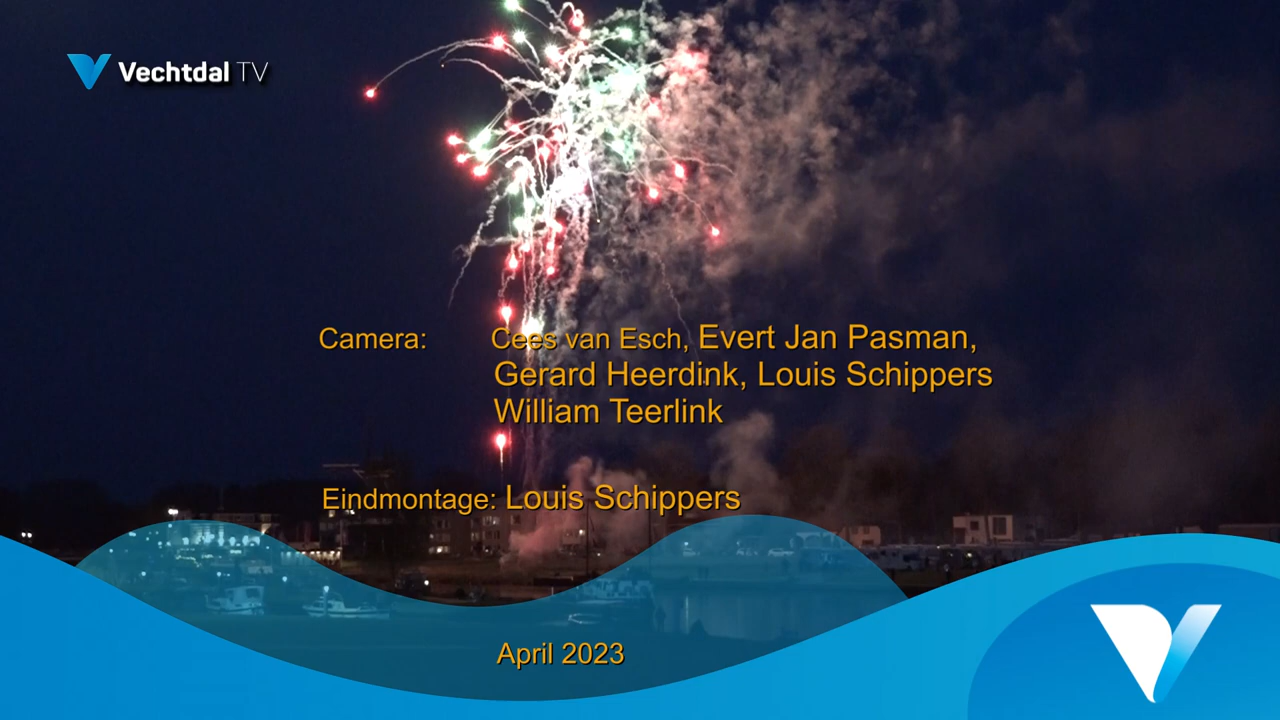 Vechtdal TV
Camera: Cees van Esch, Evert Jan Pasman,
Gerard Heerdink, Louis Schippers
William Teerlink
Eindmontage: Louis Schippers
April 2023